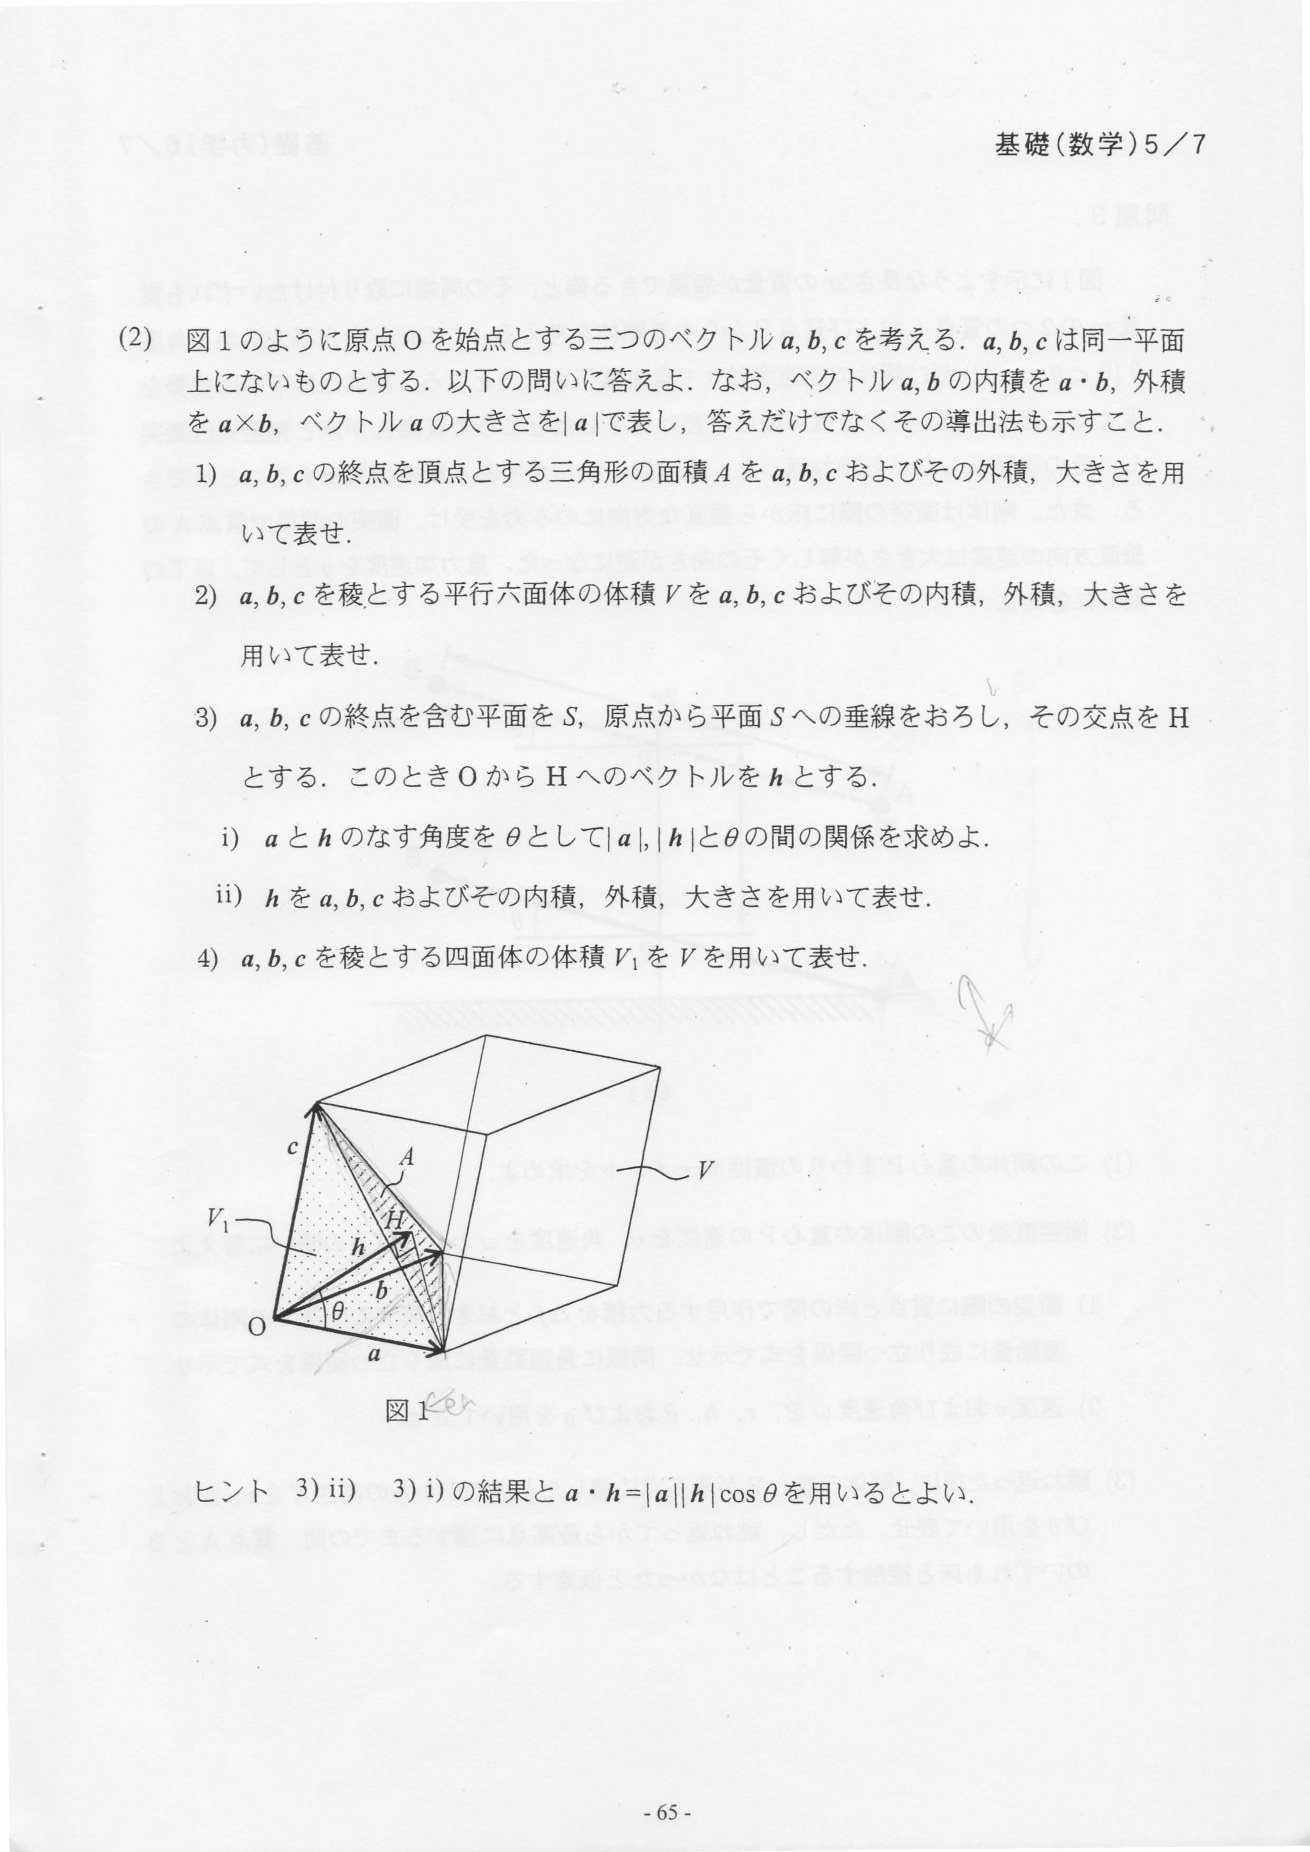 基礎(数学)5/7
(2) 図1のように原点Oを始点とする三つのベクトルa, b, cを考える．a, b, cは同一平面
上にないものとする．以下の問いに答えよ．なお，ベクトルa, bの内積をa・b，外積
をa×b，ベクトルaの大きさを|a|で表し，答えだけでなくその導出法も示すこと．
1) a, b, cの終点を頂点とする三角形の面積Aをa, b, cおよびその外積，大きさを用
いて表せ．
2) a, b, cを稜とする平行六面体の体積Vをa, b, cおよびその内積，外積，大きさを
用いて表せ．
3) a, b, cの終点を含む平面をS，原点から平面Sへの垂線をおろし，その交点をH
とする．このときOからHへのベクトルをhとする．
i) aとhのなす角度をθとして|a|,|h|とθの間の関係を求めよ．
ii) hをa, b, cおよびその内積，外積，大きさを用いて表せ．
4) a, b, cを稜とする四面体の体積V₁をVを用いて表せ．
c
A
V
V₁
H
h
b
θ
O
a
図1
ヒント 3) ii) 3) i)の結果とa・h=|a||h|cosθを用いるとよい．
- 65 -